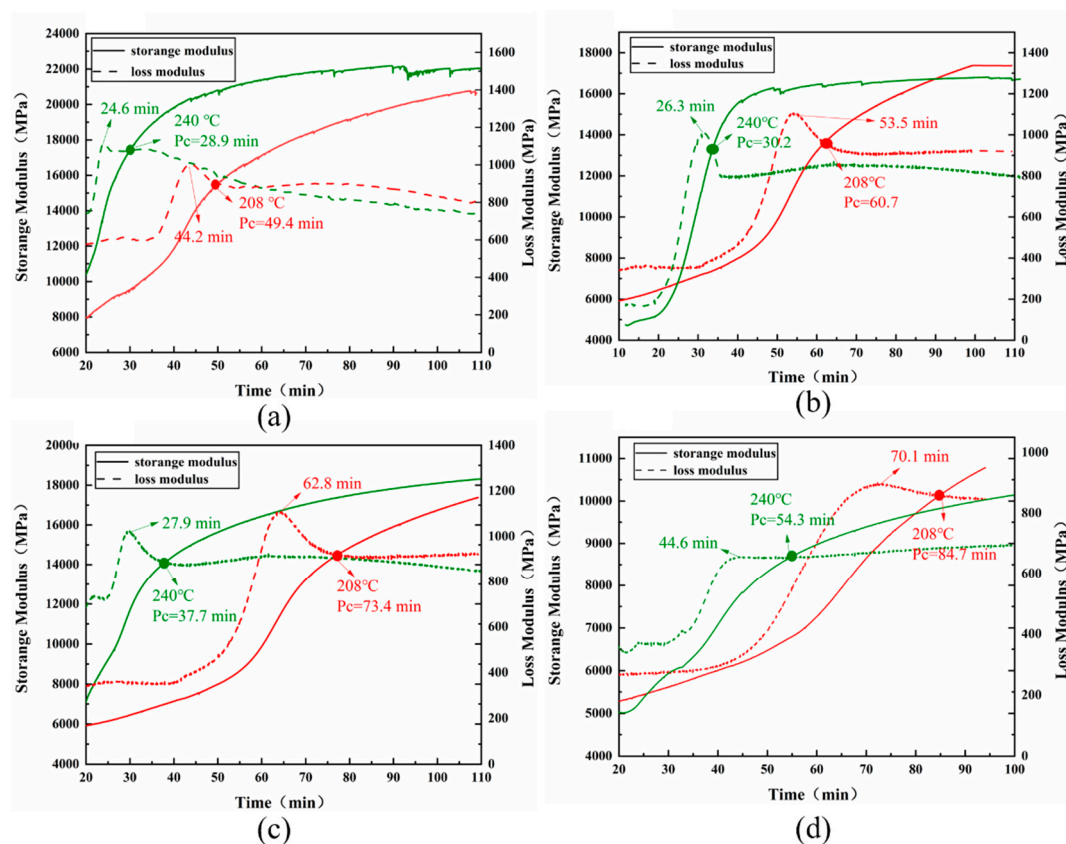 24000
22000
20000
18000
16000
14000
12000
10000
8000
6000
Storange Modulus（MPa）
storange modulus
loss modulus
24.6 min
240 ℃
Pc=28.9 min
44.2 min
208 ℃
Pc=49.4 min
1600
1400
1200
1000
800
600
400
200
0
Loss Modulus (MPa)
20 30 40 50 60 70 80 90 100 110
Time（min）
(a)
18000
16000
14000
12000
10000
8000
6000
4000
Storange Modulus（MPa）
storange modulus
loss modulus
26.3 min
240℃
Pc=30.2
53.5 min
208℃
Pc=60.7
1400
1200
1000
800
600
400
200
0
Loss Modulus（MPa）
10 20 30 40 50 60 70 80 90 100 110
Time（min）
(b)
2000
18000
16000
14000
12000
10000
8000
6000
4000
Storange Modulus（MPa）
storange modulus
loss modulus
27.9 min
240℃
Pc=37.7 min
62.8 min
208℃
Pc=73.4 min
1400
1200
1000
800
600
400
200
0
Loss Modulus（MPa）
20 30 40 50 60 70 80 90 100 110
Time（min）
(c)
11000
10000
9000
8000
7000
6000
5000
4000
Storange Modulus（MPa）
storange modulus
loss modulus
44.6 min
240℃
Pc=54.3 min
70.1 min
208℃
Pc=84.7 min
1000
800
600
400
200
0
Loss Modulus（MPa）
20 30 40 50 60 70 80 90 100
Time（min）
(d)